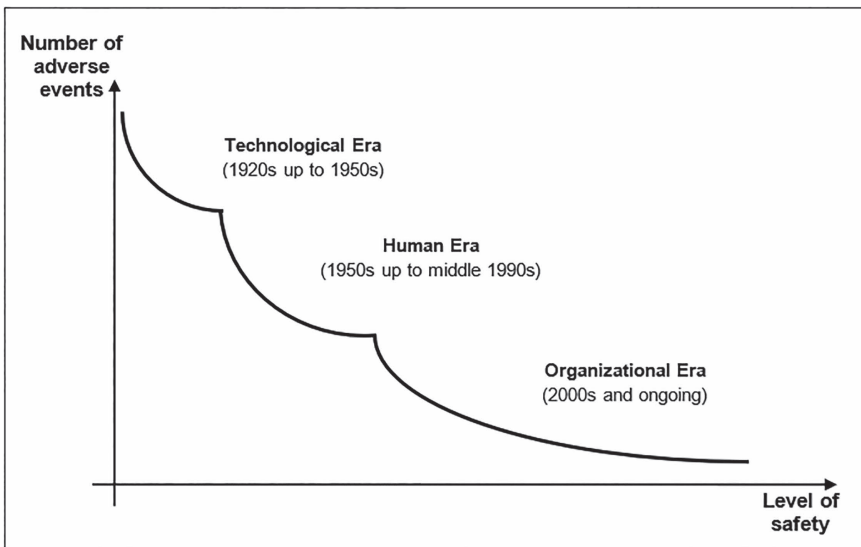 Number of
adverse
events
Technological Era
(1920s up to 1950s)
Human Era
(1950s up to middle 1990s)
Organizational Era
(2000s and ongoing)
Level of
safety